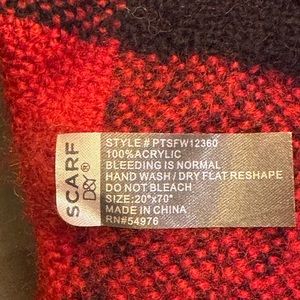 SCARF
D&Y®
STYLE # PTSFW12360
100% ACRYLIC
BLEEDING IS NORMAL
HAND WASH / DRY FLAT RESHAPE
DO NOT BLEACH
SIZE: 20"x70"
MADE IN CHINA
RN#54976